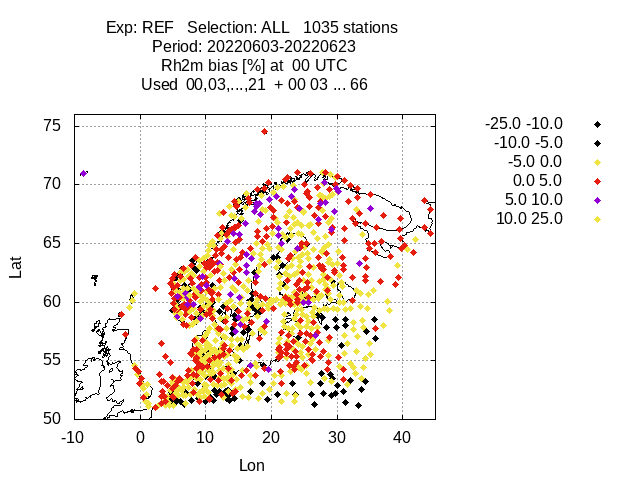 Exp: REF Selection: ALL 1035 stations
Period: 20220603-20220623
Rh2m bias [%] at 00 UTC
Used 00,03,...,21 + 00 03 ... 66
-25.0 -10.0
-10.0 -5.0
-5.0 0.0
0.0 5.0
5.0 10.0
10.0 25.0
75
70
65
60
55
50
Lat
-10 0 10 20 30 40
Lon